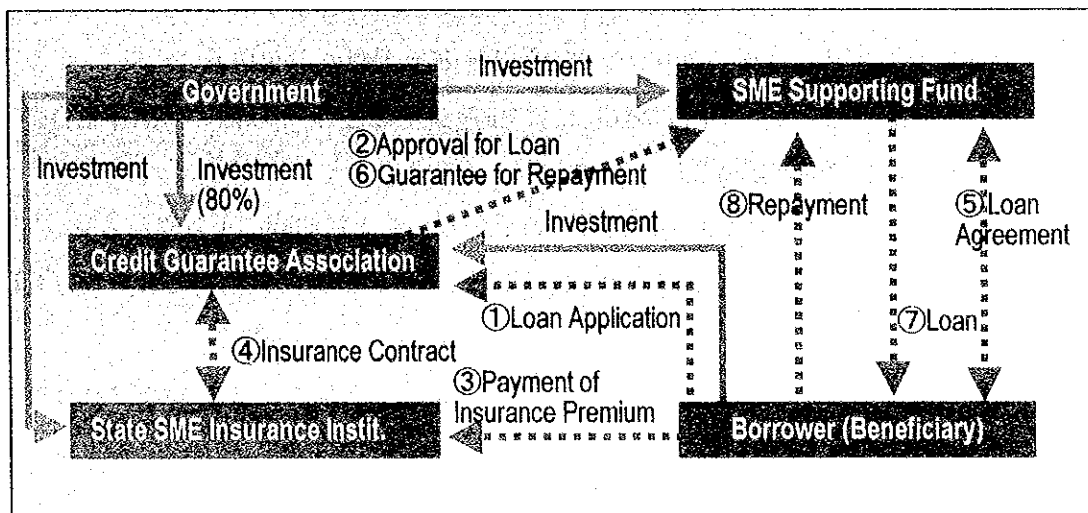 Investment
Government
SME Supporting Fund
②Approval for Loan
⑥Guarantee for Repayment
Investment
Investment
(80%)
Investment
⑧Repayment
⑤Loan
Agreement
Credit Guarantee Association
①Loan Application
⑦Loan
④Insurance Contract
③Payment of
Insurance Premium
State SME Insurance Instit.
Borrower (Beneficiary)